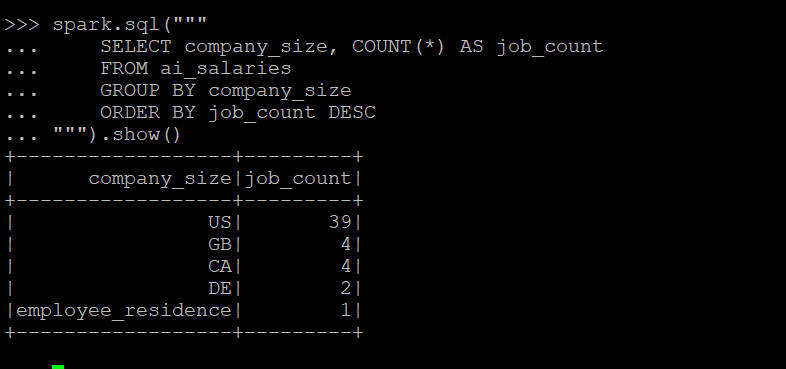 >>> spark.sql("""
...     SELECT company_size, COUNT(*) AS job_count
...     FROM ai_salaries
...     GROUP BY company_size
...     ORDER BY job_count DESC
... """).show()
+------------------+---------+
|      company_size|job_count|
+------------------+---------+
|                US|       39|
|                GB|        4|
|                CA|        4|
|                DE|        2|
|employee_residence|        1|
+------------------+---------+